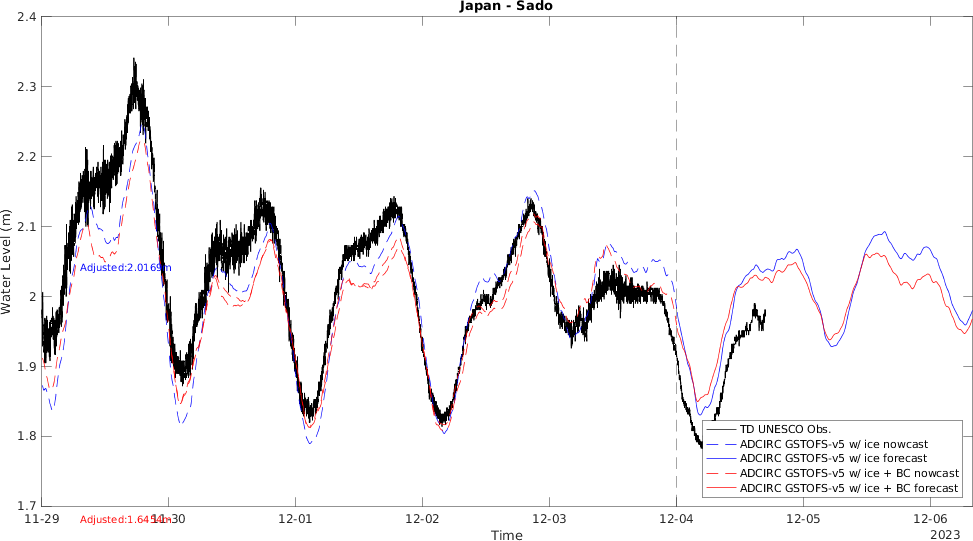 Japan - Sado
2.4
2.3
2.2
2.1
2
1.9
1.8
1.7
Water Level (m)
Adjusted:2.0169m
TD UNESCO Obs.
ADCIRC GSTOFS-v5 w/ ice nowcast
ADCIRC GSTOFS-v5 w/ ice forecast
ADCIRC GSTOFS-v5 w/ ice + BC nowcast
ADCIRC GSTOFS-v5 w/ ice + BC forecast
11-29 11-30 12-01 12-02 12-03 12-04 12-05 12-06
Time
2023